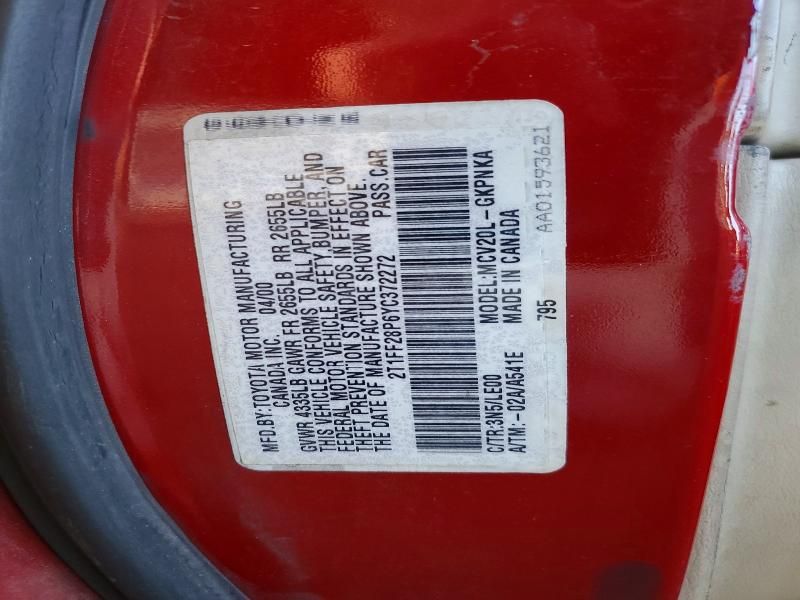 MFD.BY:TOYOTA MOTOR MANUFACTURING
CANADA INC. 04/00
GVWR 4335LB GAWR FR 2655LB RR 2655LB
THIS VEHICLE CONFORMS TO ALL APPLICABLE
FEDERAL MOTOR VEHICLE SAFETY BUMPER, AND
THEFT PREVENTION STANDARDS IN EFFECT ON
THE DATE OF MANUFACTURE SHOWN ABOVE.
PASS.CAR
2T1FF28P6YC372272
C/TR:3N5/LE00 MODEL:MCV20L-GKPNKA
A/TM:-02A/A541E MADE IN CANADA
795
AA01593621